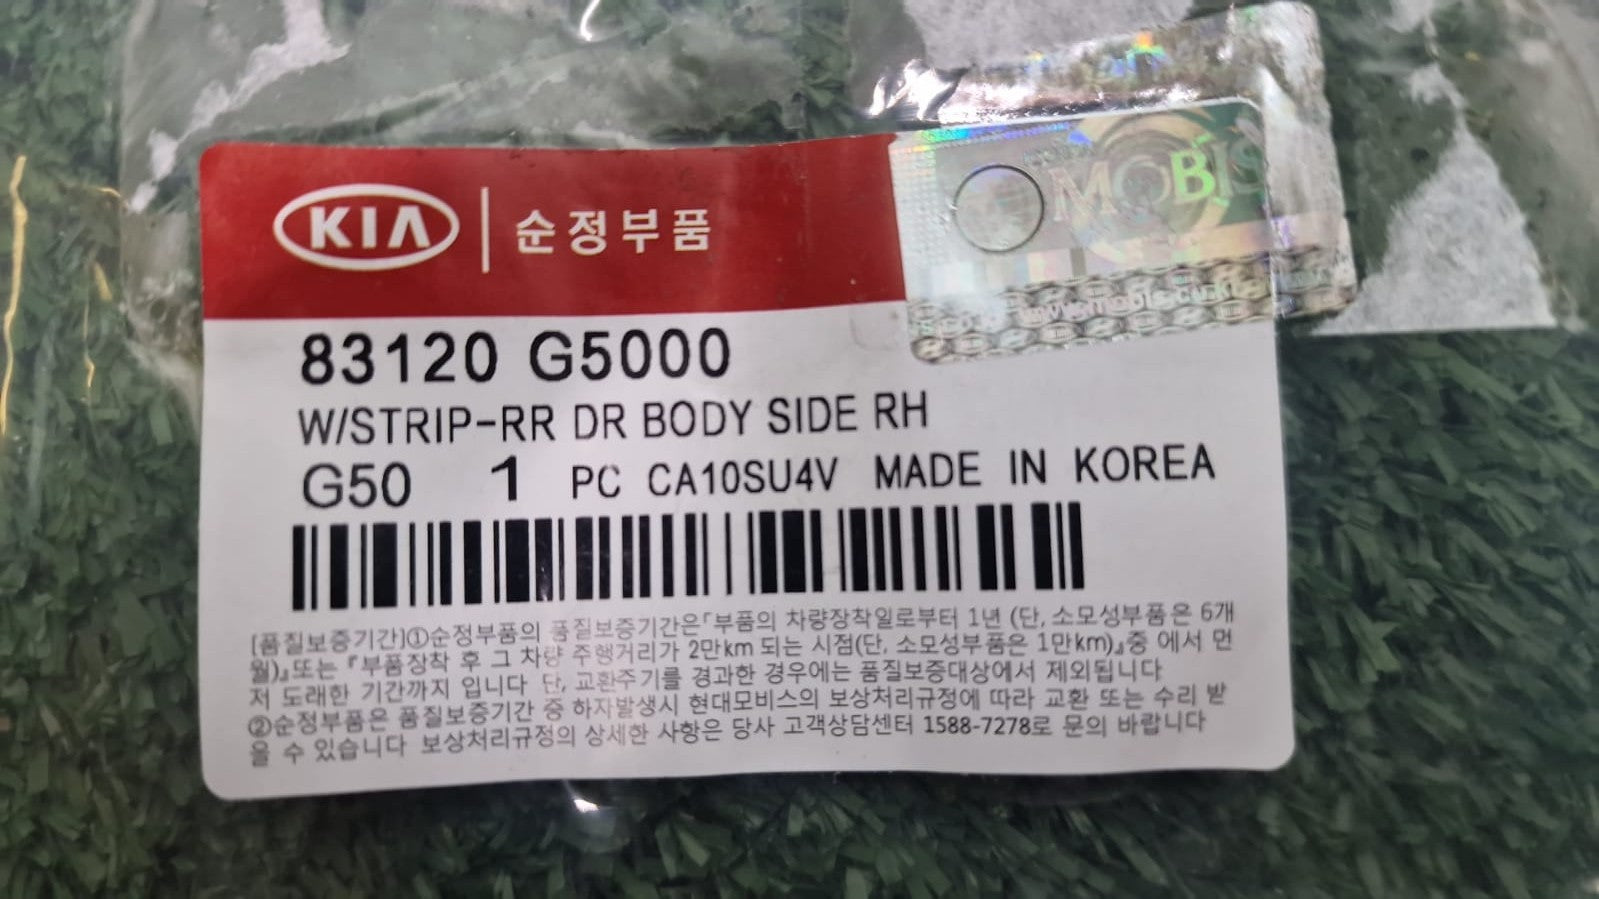 KIA 순정부품
MOBIS
83120 G5000
W/STRIP-RR DR BODY SIDE RH
G50 1 PC CA10SU4V MADE IN KOREA
[품질보증기간]①순정부품의 품질보증기간은「부품의 차량장착일로부터 1년 (단, 소모성부품은 6개
월)」또는 『부품장착 후 그 차량 주행거리가 2만km 되는 시점(단, 소모성부품은 1만km)』중 에서 먼
저 도래한 기간까지 입니다 단, 교환주기를 경과한 경우에는 품질보증대상에서 제외됩니다
②순정부품은 품질보증기간 중 하자발생시 현대모비스의 보상처리규정에 따라 교환 또는 수리 받
을 수 있습니다 보상처리규정의 상세한 사항은 당사 고객상담센터 1588-7278로 문의 바랍니다